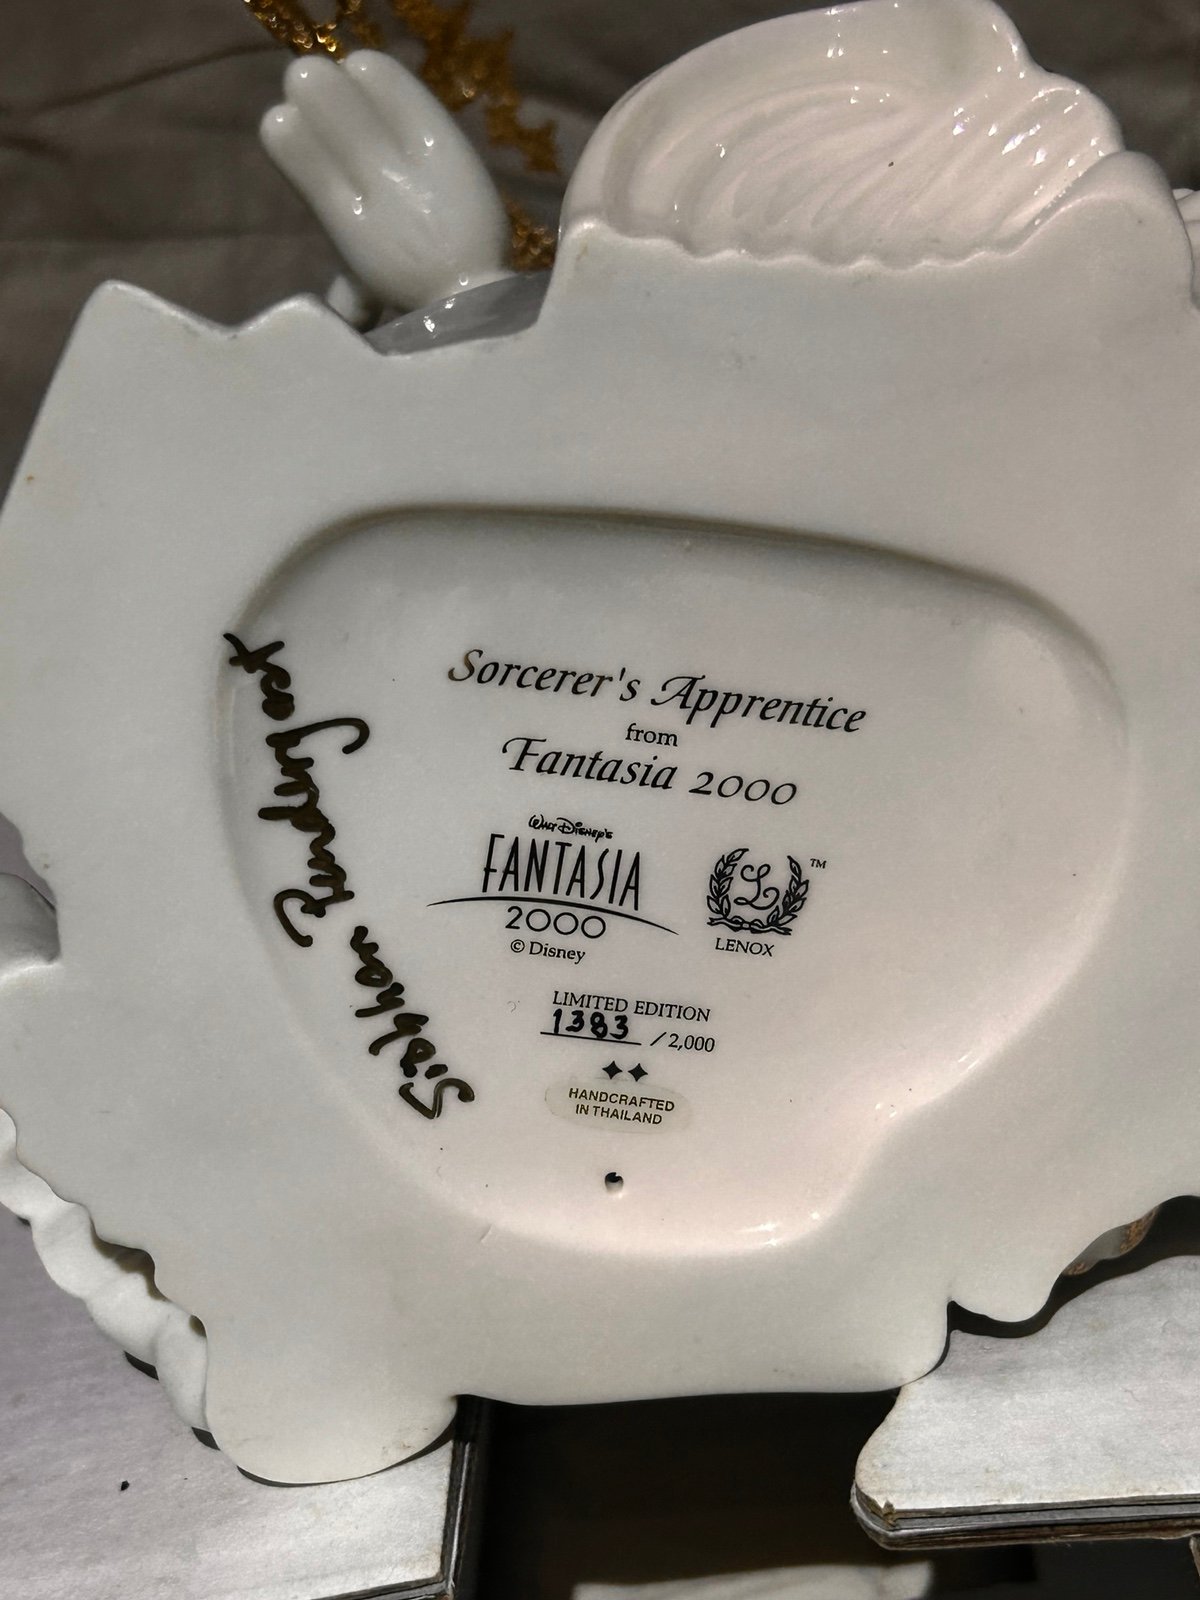 Sorcerer's Apprentice
from
Fantasia 2000
WALT DISNEY'S
FANTASIA
2000
© Disney
L
TM
LENOX
LIMITED EDITION
1383 / 2,000
HANDCRAFTED
IN THAILAND